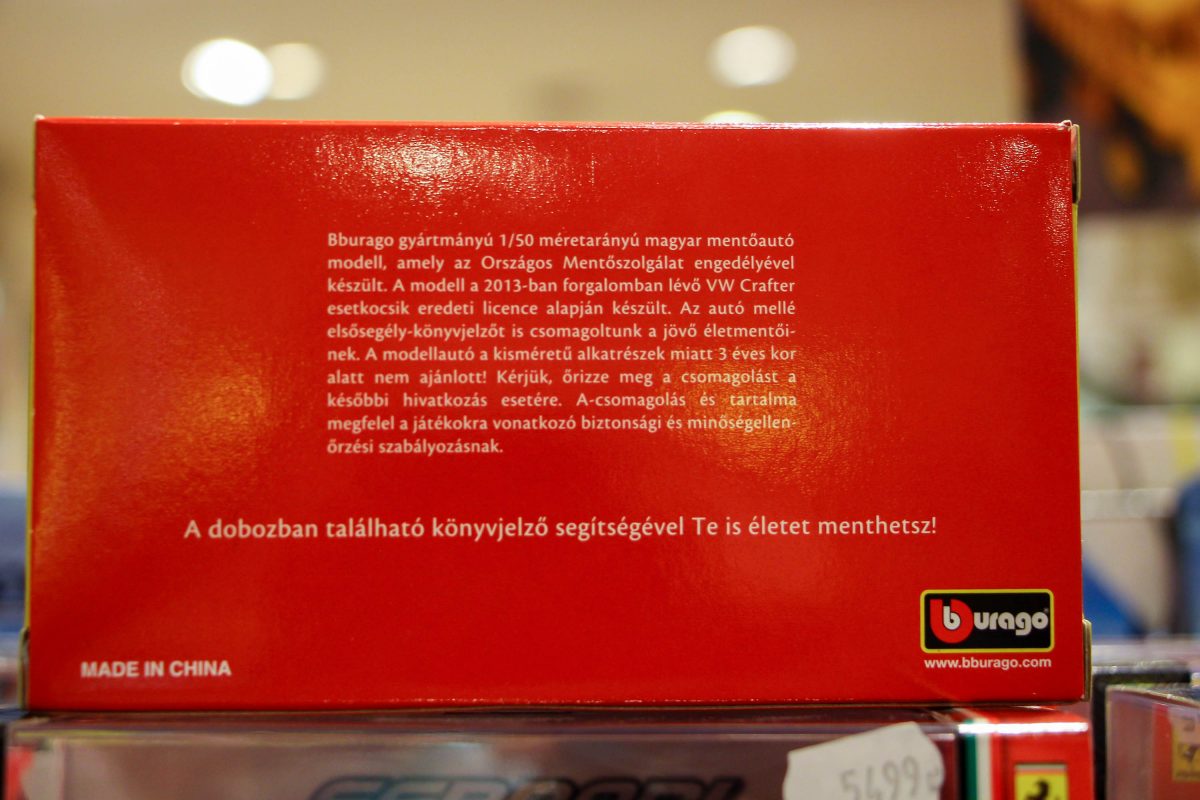 Bburago gyártmányú 1/50 méretarányú magyar mentőautó
modell, amely az Országos Mentőszolgálat engedélyével
készült. A modell a 2013-ban forgalomban lévő VW Crafter
esetkocsik eredeti licence alapján készült. Az autó mellé
elsősegély-könyvjelzőt is csomagoltunk a jövő életmentői-
nek. A modellautó a kisméretű alkatrészek miatt 3 éves kor
alatt nem ajánlott! Kérjük, őrizze meg a csomagolást a
későbbi hivatkozás esetére. A-csomagolás és tartalma
megfelel a játékokra vonatkozó biztonsági és minőségellen-
őrzési szabályozásnak.
A dobozban található könyvjelző segítségével Te is életet menthetsz!
bburago
www.bburago.com
MADE IN CHINA
5499